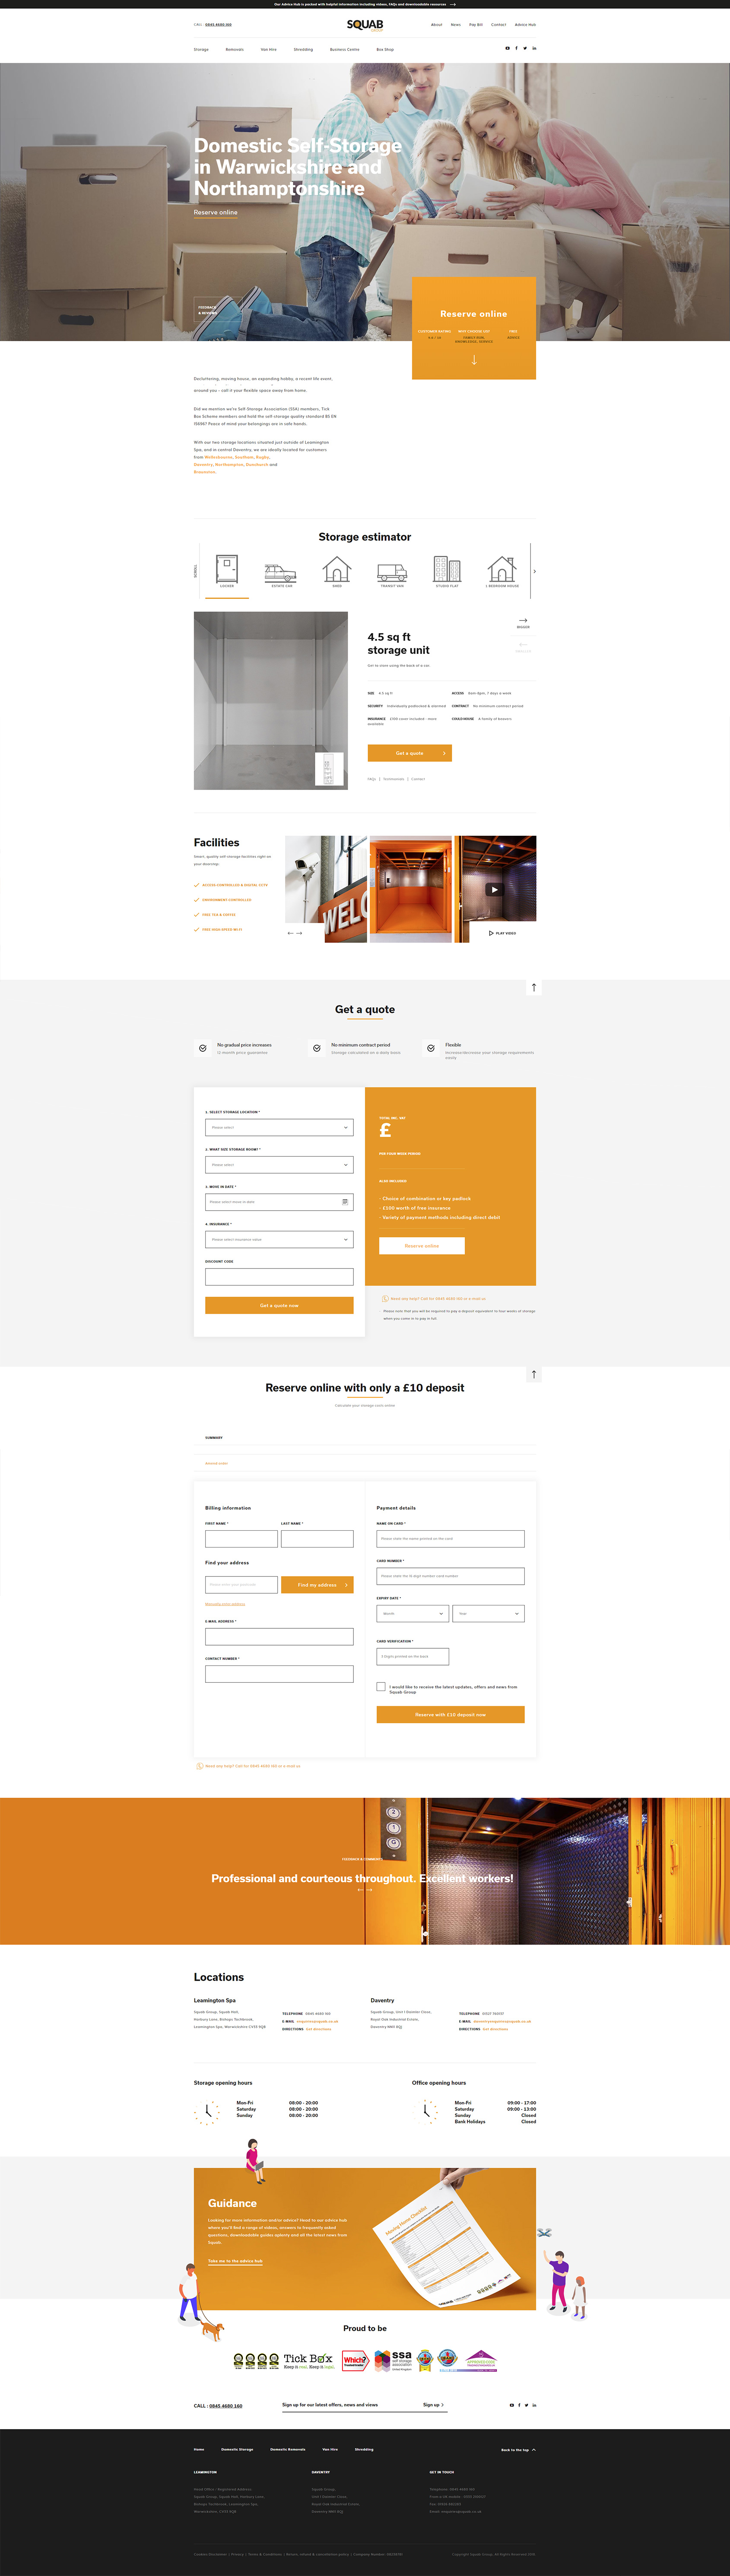 Our Advice Hub is packed with helpful information including videos, FAQs and downloadable resources
CALL : 0845 4680 160
SQUAB
GROUP
About News Pay Bill Contact Advice Hub
Storage Removals Van Hire Shredding Business Centre Box Shop
Domestic Self-Storage
in Warwickshire and
Northamptonshire
Reserve online
FEEDBACK
& REVIEWS
Reserve online
CUSTOMER RATING WHY CHOOSE US? FREE
FAMILY RUN, ADVICE
KNOWLEDGE, SERVICE
Decluttering, moving house, an expanding hobby, a recent life event,
around you – call it your flexible space away from home.
Did we mention we're Self Storage Association (SSA) members, Tick
Box Scheme members and hold the self-storage quality standard BS EN
15696? Peace of mind your belongings are in safe hands.
With our two storage locations situated just outside of Leamington
Spa, and in central Daventry, we are ideally located for customers
from Wellesbourne, Southam, Rugby,
Daventry, Northampton, Dunchurch and
Braunston.
Storage estimator
SCROLL
LOCKER ESTATE CAR SHED TRANSIT VAN STUDIO FLAT 1 BEDROOM HOUSE
4.5 sq ft
storage unit
INDOOR
Get to more using the back of a car.
SIZE 4.5 sq ft
ACCESS 8am-8pm, 7 days a week
SECURITY Individually padlocked & alarmed
CONTRACT No minimum contract period
INSURANCE £100 cover included - more
available
COULD HOUSE A family of beavers
Get a quote
FAQs | Testimonials | Contact
Facilities
Smart, quality self-storage facilities right on
your doorstep.
ACCESS CONTROLLED & DIGITAL CCTV
ENVIRONMENT CONTROLLED
FREE TEA & COFFEE
FREE HIGH-SPEED WI-FI
WELC
PLAY VIDEO
Get a quote
No gradual price increases
12 month price guarantee
No minimum contract period
Storage calculated on a daily basis
Flexible
Increase/decrease your storage requirements
easily
1. SELECT STORAGE LOCATION *
Please select
2. WHAT SIZE STORAGE ROOM? *
Please select
3. MOVE IN DATE *
Please select move in date
4. INSURANCE *
Please select insurance value
DISCOUNT CODE
Get a quote now
TOTAL INC. VAT
£
PER FOUR WEEK PERIOD
ALSO INCLUDED
- Choice of combination or key padlock
- £100 worth of free insurance
- Variety of payment methods including direct debit
Reserve online
Need any help? Call Us: 0845 4680 160 or e-mail us
Please note that you will be required to pay a deposit equivalent to four weeks of storage
when you come in to pay in full.
Reserve online with only a £10 deposit
Calculate your storage costs online
SUMMARY
Amend order
Billing information
FIRST NAME * LAST NAME *
Find your address
Please enter your postcode
Find my address
Manually enter address
E-MAIL ADDRESS *
CONTACT NUMBER *
Payment details
NAME ON CARD *
Please enter the name printed on the card
CARD NUMBER *
Please enter the 16 digit number card number
EXPIRY DATE *
Month Year
CARD VERIFICATION *
3 Digits printed on the back
I would like to receive the latest updates, offers and news from
Squab Group
Reserve with £10 deposit now
Need any help? Call Us: 0845 4680 160 or e-mail us
2
1
G
FEEDBACK & COMMENTS
Professional and courteous throughout. Excellent workers!
Locations
Leamington Spa
Squab Group, Squab Hall,
Harbury Lane, Bishops Tachbrook,
Leamington Spa, Warwickshire CV33 9QB
TELEPHONE 0845 4680 160
E-MAIL enquiries@squab.co.uk
DIRECTIONS Get directions
Daventry
Squab Group, Unit 1 Sumner Close,
Royal Oak Industrial Estate,
Daventry NN11 8QJ
TELEPHONE
E-MAIL daventryenquiries@squab.co.uk
DIRECTIONS Get directions
Storage opening hours
Mon-Fri 08:00 - 20:00
Saturday 08:00 - 20:00
Sunday 08:00 - 20:00
Office opening hours
Mon-Fri 09:00 - 17:00
Saturday 09:00 - 13:00
Sunday Closed
Bank Holidays Closed
Guidance
Looking for more information and/or advice? Head to our advice hub
where you'll find a range of videos, answers to frequently asked
questions, downloadable guides aplenty and all the latest news from
Squab.
Take me to the advice hub
Moving Home Checklist
Proud to be
Tick Box
Keep it real. Keep it legal.
Which?
Trusted trader
ssa
self storage
association
United Kingdom
CALL : 0845 4680 160
Sign up for our latest offers, news and views
Sign up
Home Domestic Storage Domestic Removals Van Hire Shredding
Back to the top
LEAMINGTON
Head Office - Registered Address,
Squab Group, Squab Hall, Harbury Lane,
Bishops Tachbrook, Leamington Spa,
Warwickshire, CV33 9QB
DAVENTRY
Squab Group,
Unit 1 Sumner Close,
Royal Oak Industrial Estate,
Daventry NN11 8QJ
GET IN TOUCH
Telephone: 0845 4680 160
Email: enquiries@squab.co.uk
Cookies Disclaimer | Privacy | Terms & Conditions | Return, refund & cancellation policy
Copyright Squab Group. All Rights Reserved